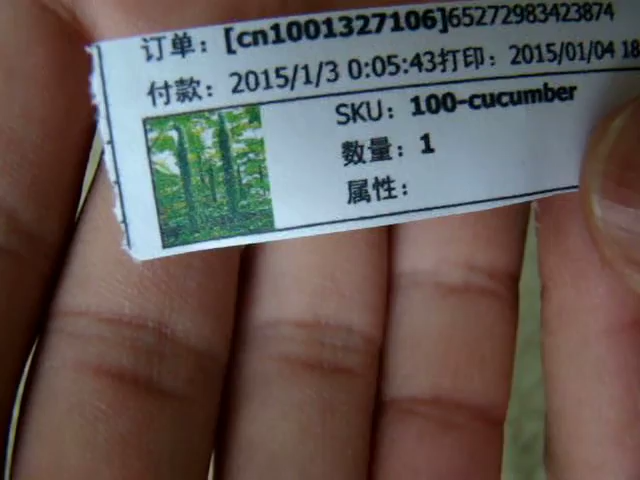 订单：[cn1001327106]65272983423874
付款：2015/1/3 0:05:43打印：2015/01/04 18
SKU：100-cucumber
数量：1
属性：